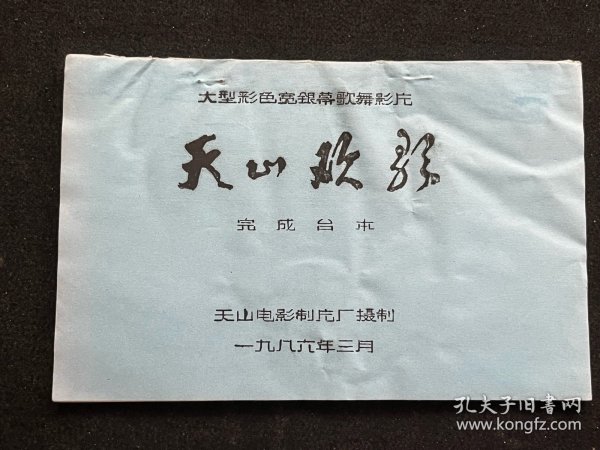 大型彩色宽银幕歌舞影片
天山欢歌
完成台本
天山电影制片厂摄制
一九八六年三月
孔夫子旧書网
www.kongfz.com